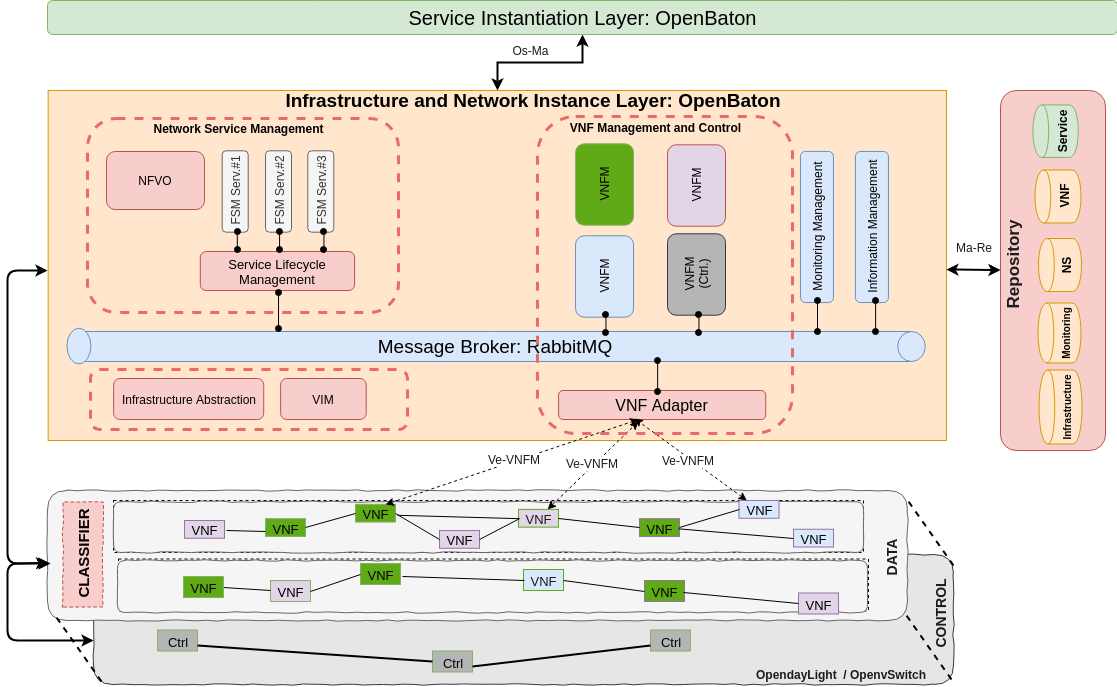 Service Instantiation Layer: OpenBaton
Os-Ma
Infrastructure and Network Instance Layer: OpenBaton
Network Service Management
NFVO
FSM Serv.#1
FSM Serv.#2
FSM Serv.#3
Service Lifecycle
Management
VNF Management and Control
VNFM
VNFM
VNFM
VNFM
(Ctrl.)
Monitoring Management
Information Management
Message Broker: RabbitMQ
Infrastructure Abstraction
VIM
VNF Adapter
Ma-Re
Repository
Service
VNF
NS
Monitoring
Infrastructure
Ve-VNFM
Ve-VNFM
Ve-VNFM
CLASSIFIER
VNF
VNF
VNF
VNF
VNF
VNF
VNF
VNF
VNF
VNF
VNF
VNF
VNF
VNF
DATA
CONTROL
Ctrl
Ctrl
Ctrl
OpendayLight / OpenvSwitch